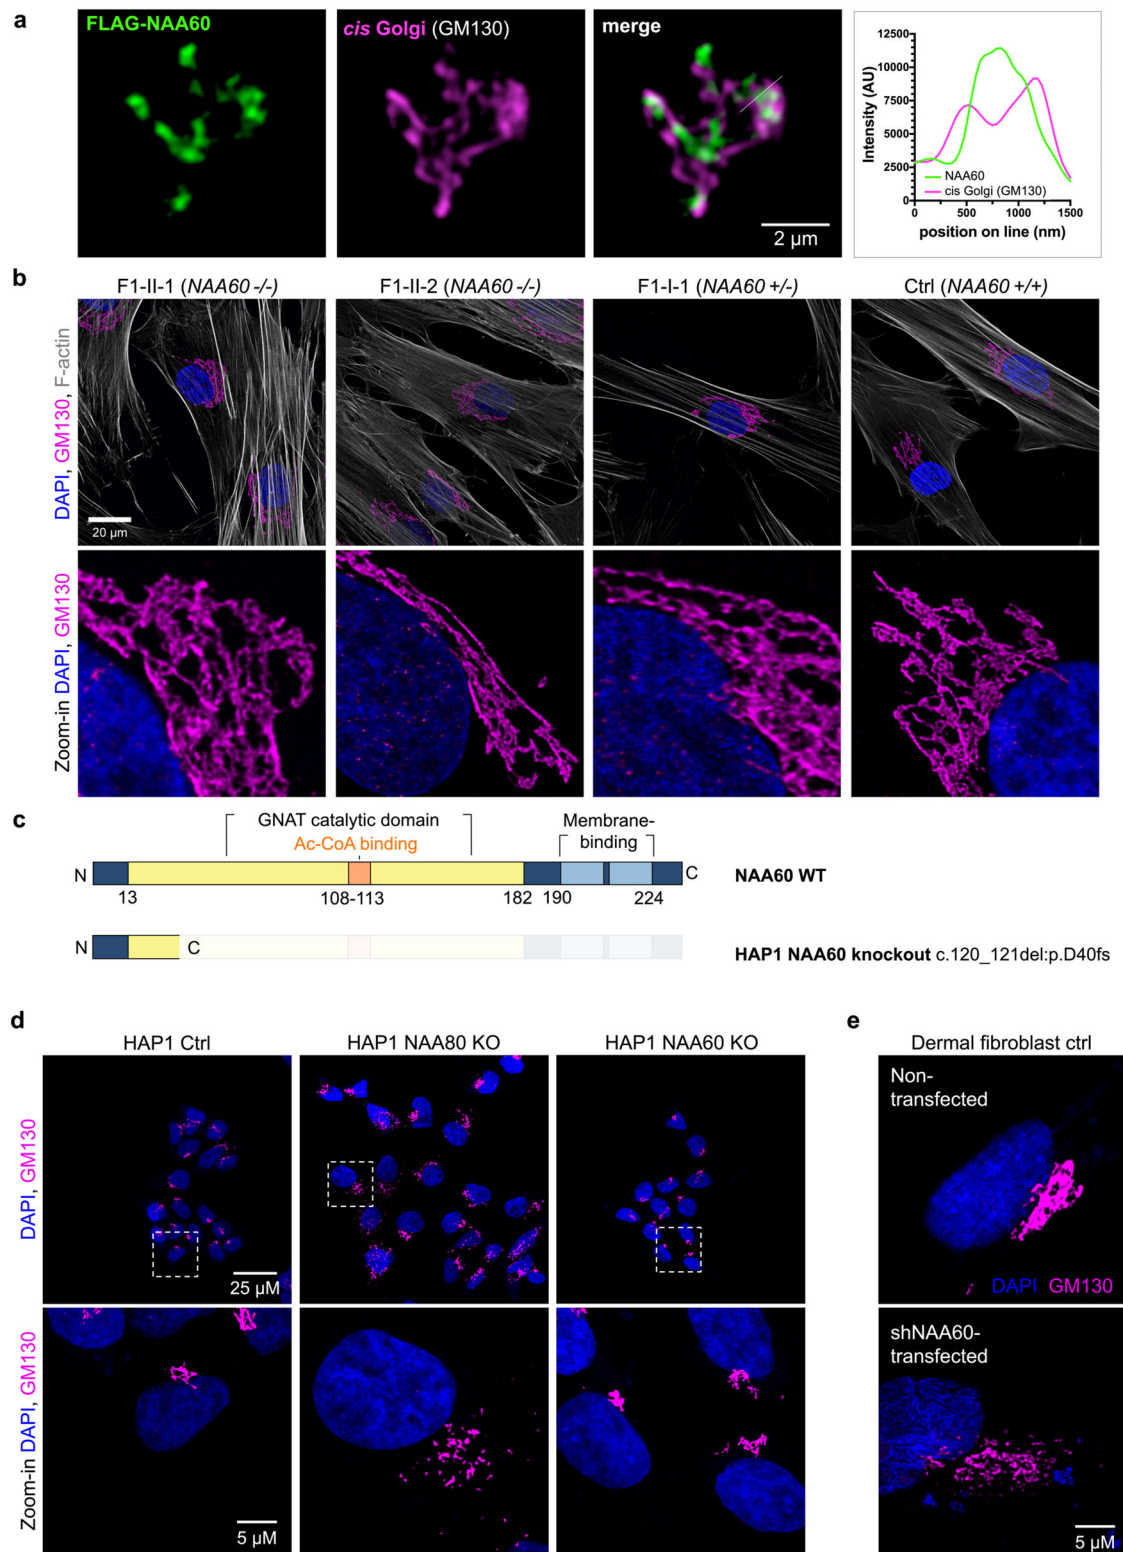 a
FLAG-NAA60
cis Golgi (GM130)
merge
2 µm
Intensity (AU)
12500
10000
7500
5000
2500
0
NAA60
cis Golgi (GM130)
0 500 1000 1500
position on line (nm)
b
F1-II-1 (NAA60 -/-)
F1-II-2 (NAA60 -/-)
F1-I-1 (NAA60 +/-)
Ctrl (NAA60 +/+)
DAPI, GM130, F-actin
20 µm
Zoom-in DAPI, GM130
c
GNAT catalytic domain
Ac-CoA binding
Membrane-
binding
N
C
NAA60 WT
13
108-113
182
190
224
N
C
HAP1 NAA60 knockout c.120_121del:p.D40fs
d
HAP1 Ctrl
HAP1 NAA80 KO
HAP1 NAA60 KO
DAPI, GM130
25 µM
Zoom-in DAPI, GM130
5 µM
e
Dermal fibroblast ctrl
Non-
transfected
DAPI GM130
shNAA60-
transfected
5 µM